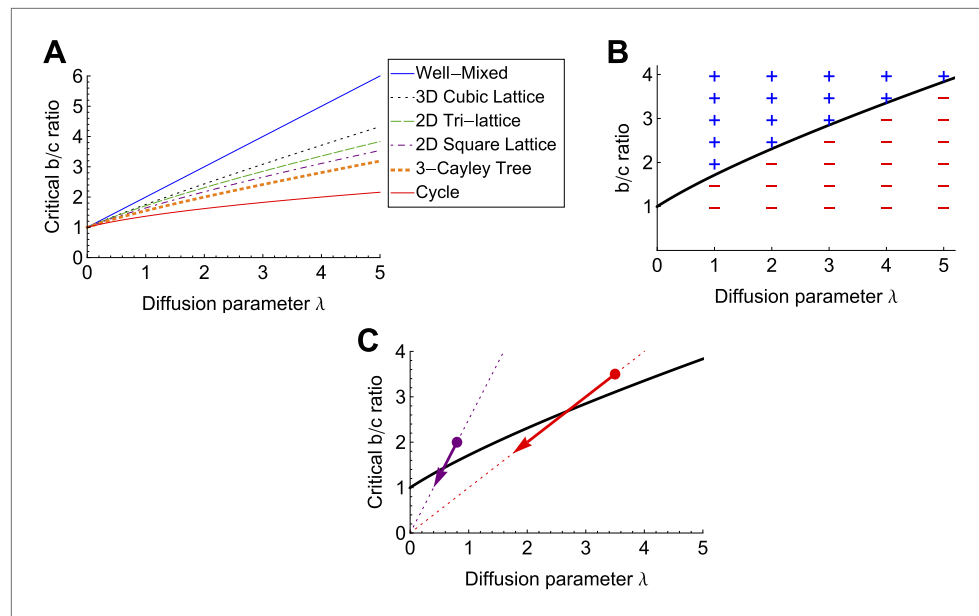 A
Critical b/c ratio
6
5
4
3
2
1
0
0 1 2 3 4 5
Diffusion parameter λ
Well−Mixed
3D Cubic Lattice
2D Tri−lattice
2D Square Lattice
3−Cayley Tree
Cycle
B
b/c ratio
4
3
2
1
0 1 2 3 4 5
Diffusion parameter λ
C
Critical b/c ratio
4
3
2
1
0
0 1 2 3 4 5
Diffusion parameter λ